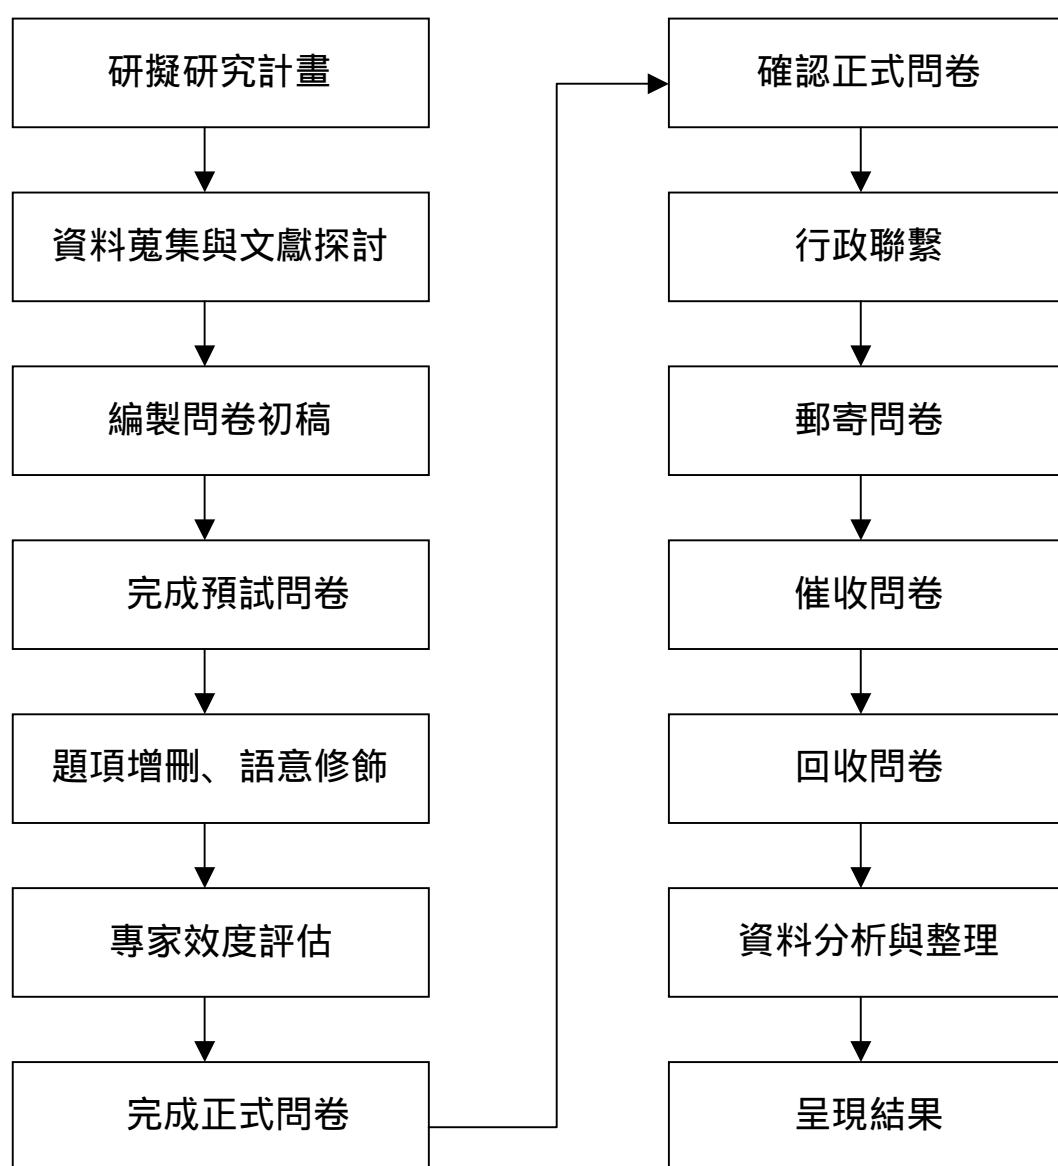 研擬研究計畫
資料蒐集與文獻探討
編製問卷初稿
完成預試問卷
題項增刪、語意修飾
專家效度評估
完成正式問卷
確認正式問卷
行政聯繫
郵寄問卷
催收問卷
回收問卷
資料分析與整理
呈現結果